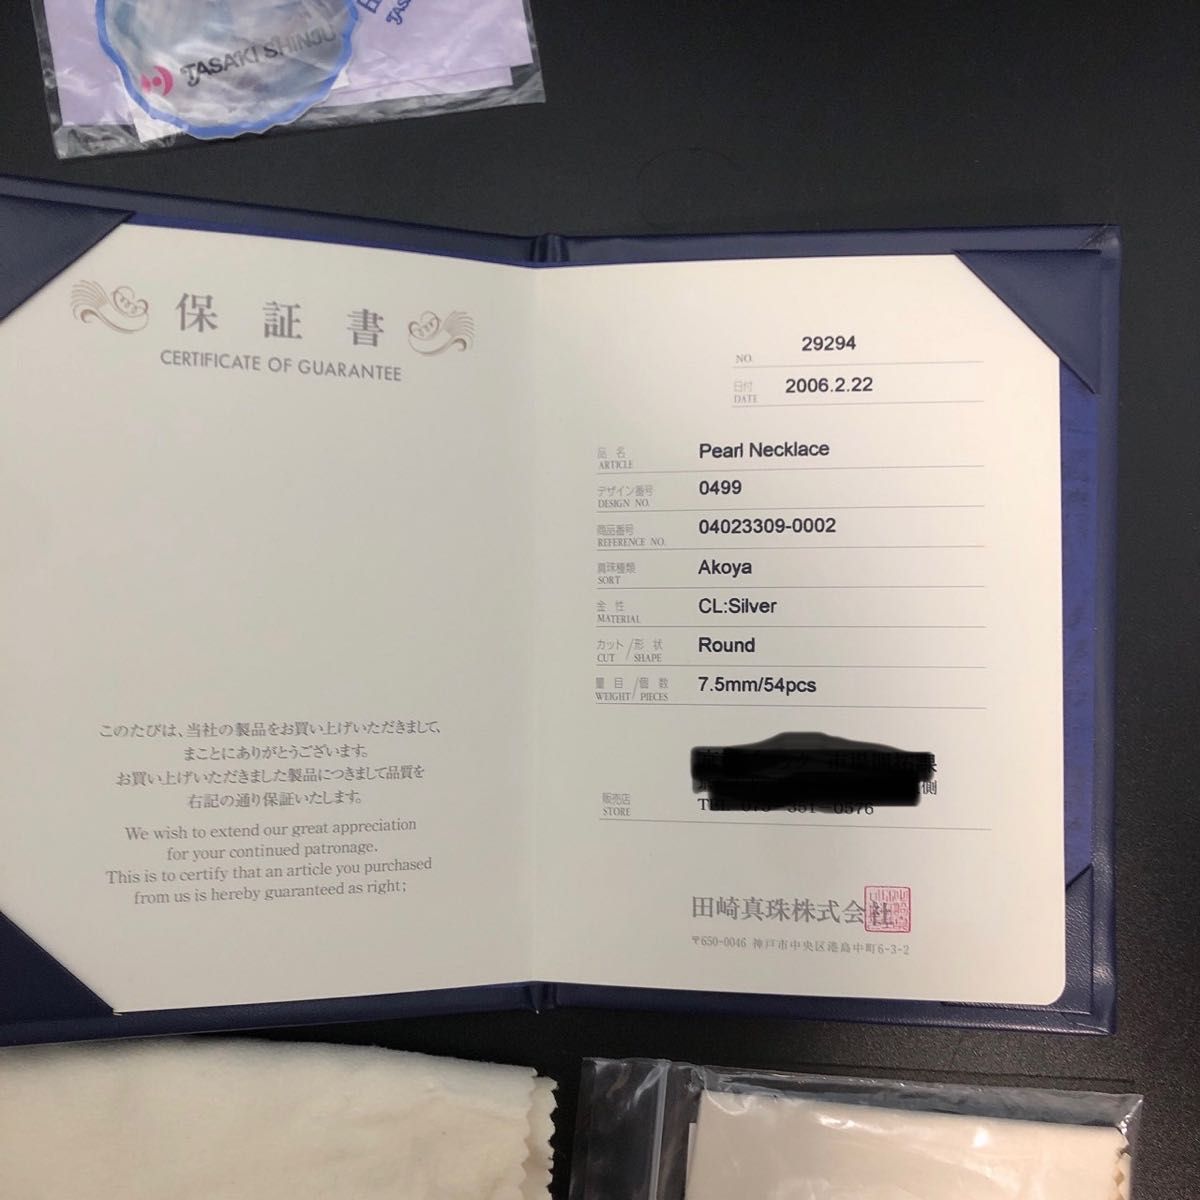 TASAKI SHINJU
保証書
CERTIFICATE OF GUARANTEE
このたびは、当社の製品をお買い上げいただきまして、
まことにありがとうございます。
お買い上げいただきました製品につきまして品質を
右記の通り保証いたします。
We wish to extend our great appreciation
for your continued patronage.
This is to certify that an article you purchased
from us is hereby guaranteed as right;
NO. 29294
日付 DATE 2006.2.22
品名 ARTICLE Pearl Necklace
デザイン番号 DESIGN NO. 0499
商品番号 REFERENCE NO. 04023309-0002
真珠種類 SORT Akoya
金性 MATERIAL CL:Silver
カット/形状 CUT/SHAPE Round
量目/個数 WEIGHT/PIECES 7.5mm/54pcs
販売店 STORE
田崎真珠株式会社
〒650-0046 神戸市中央区港島中町6-3-2